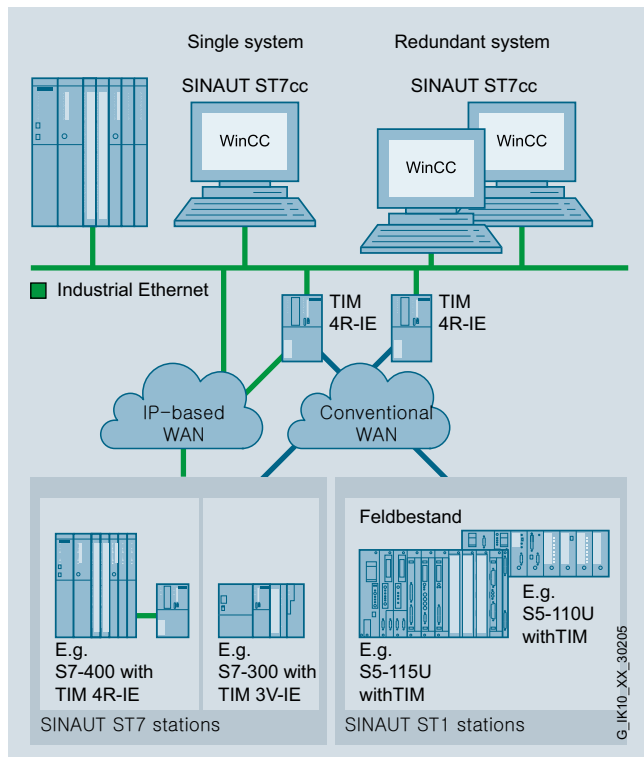 Single system
Redundant system
SINAUT ST7cc
SINAUT ST7cc
WinCC
WinCC
WinCC
Industrial Ethernet
TIM
4R-IE
TIM
4R-IE
IP-based
WAN
Conventional
WAN
Feldbestand
E.g.
S7-400 with
TIM 4R-IE
E.g.
S7-300 with
TIM 3V-IE
E.g.
S5-115U
withTIM
E.g.
S5-110U
withTIM
SINAUT ST7 stations
SINAUT ST1 stations
G_IK10_XX_30205